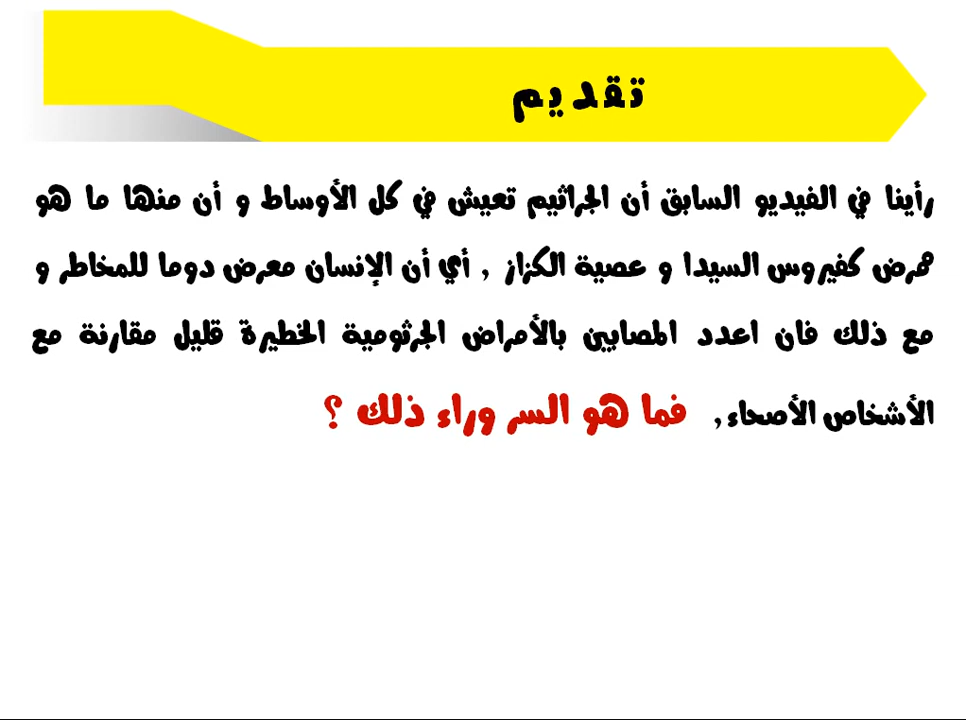 تقديم
رأينا في الفيديو السابق أن الجراثيم تعيش في كل الأوساط و أن منها ما هو
ممرض كفيروس السيدا و عصية الكزاز , أي أن الإنسان معرض دوما للمخاطر و
مع ذلك فان اعدد المصابين بالأمراض الجرثومية الخطيرة قليل مقارنة مع
الأشخاص الأصحاء, فما هو السر وراء ذلك ؟